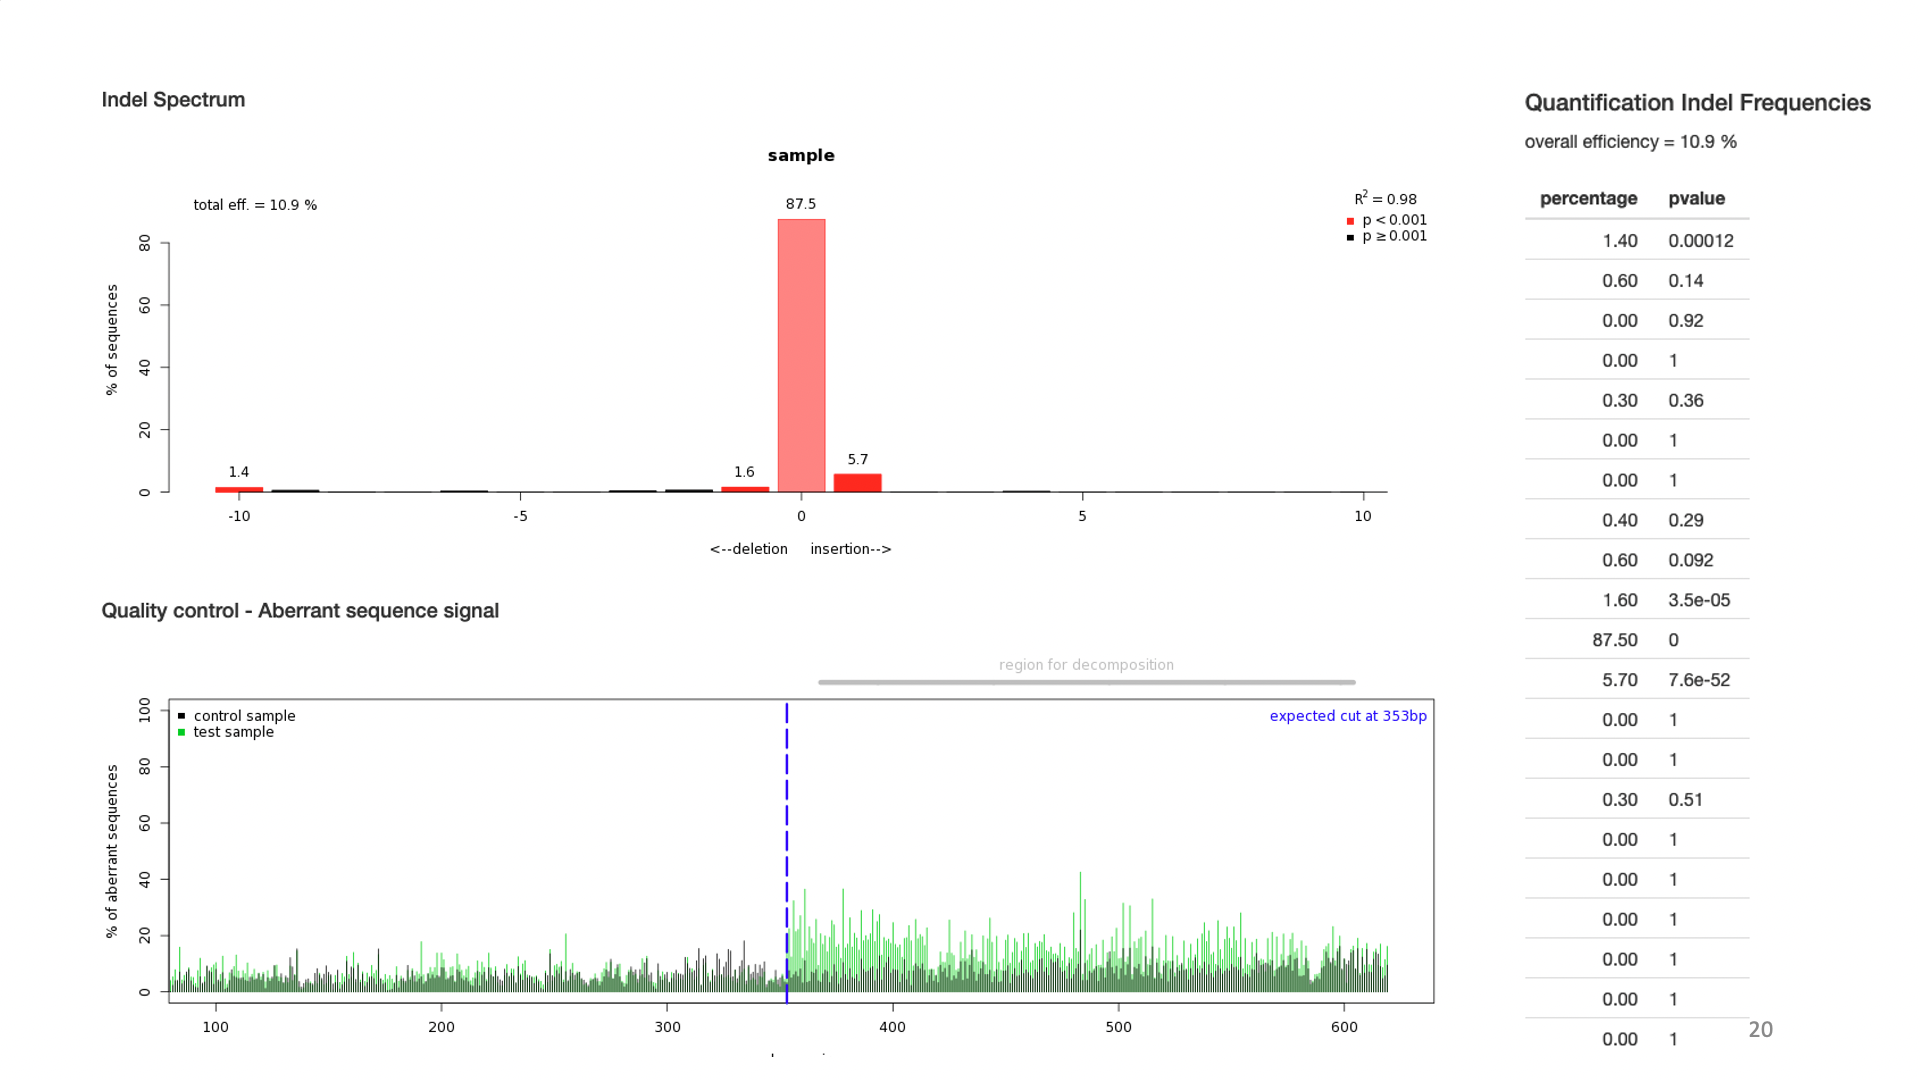 Indel Spectrum
sample
total eff. = 10.9 %
R2 = 0.98
p < 0.001
p ≥ 0.001
87.5
1.4
1.6
5.7
% of sequences
0 20 40 60 80
-10 -5 0 5 10
<--deletion insertion-->
Quality control - Aberrant sequence signal
region for decomposition
control sample
test sample
expected cut at 353bp
% of aberrant sequences
0 20 40 60 80 100
100 200 300 400 500 600
Quantification Indel Frequencies
overall efficiency = 10.9 %
percentage pvalue
1.40 0.00012
0.60 0.14
0.00 0.92
0.00 1
0.30 0.36
0.00 1
0.00 1
0.40 0.29
0.60 0.092
1.60 3.5e-05
87.50 0
5.70 7.6e-52
0.00 1
0.00 1
0.30 0.51
0.00 1
0.00 1
0.00 1
0.00 1
0.00 1
0.00 1
20